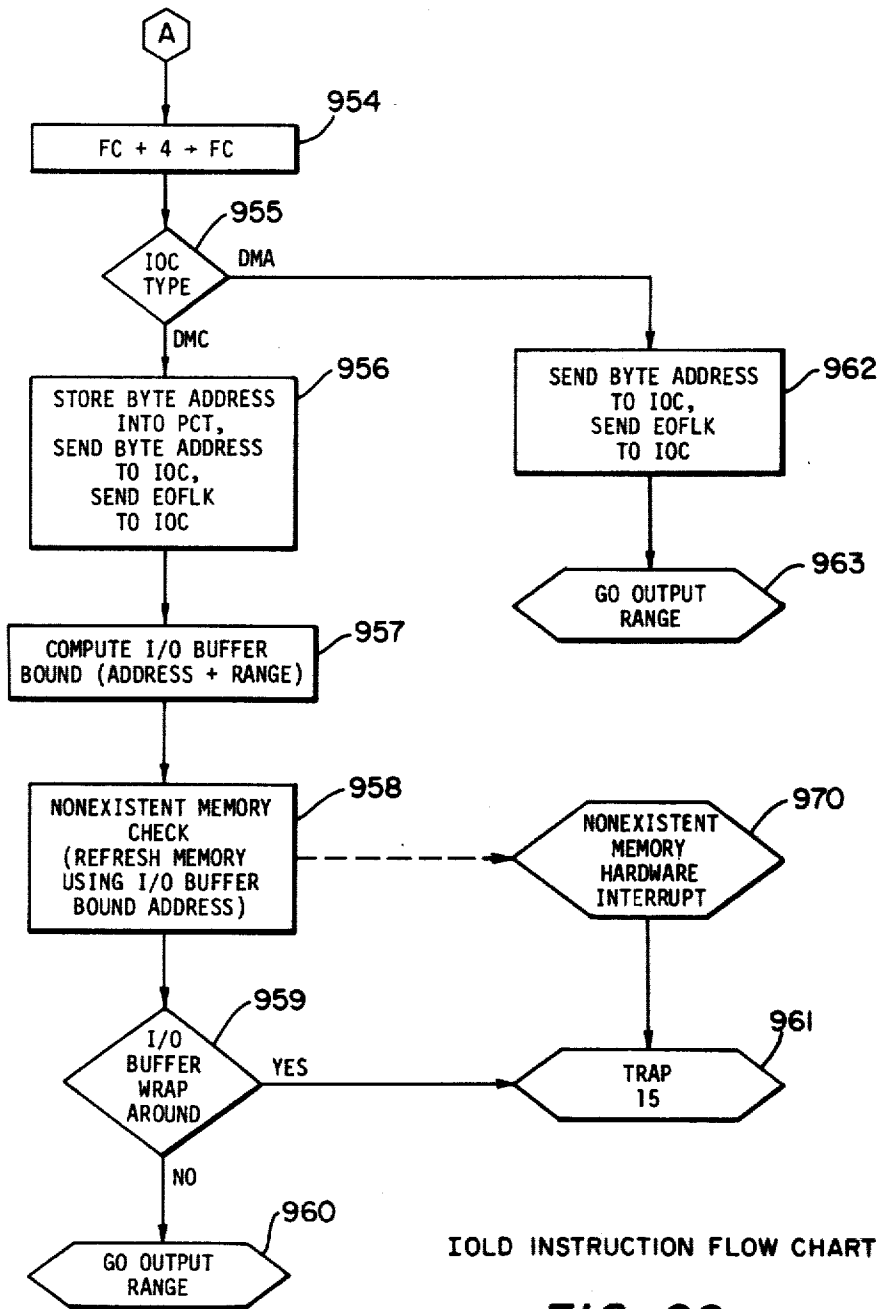 A
954
FC + 4 → FC
955
IOC
TYPE
DMA
DMC
956
STORE BYTE ADDRESS
INTO PCT,
SEND BYTE ADDRESS
TO IOC,
SEND EOFLK
TO IOC
962
SEND BYTE ADDRESS
TO IOC,
SEND EOFLK
TO IOC
963
GO OUTPUT
RANGE
957
COMPUTE I/O BUFFER
BOUND (ADDRESS + RANGE)
958
NONEXISTENT MEMORY
CHECK
(REFRESH MEMORY
USING I/O BUFFER
BOUND ADDRESS)
970
NONEXISTENT
MEMORY
HARDWARE
INTERRUPT
959
I/O
BUFFER
WRAP
AROUND
YES
NO
961
TRAP
15
960
GO OUTPUT
RANGE
IOLD INSTRUCTION FLOW CHART